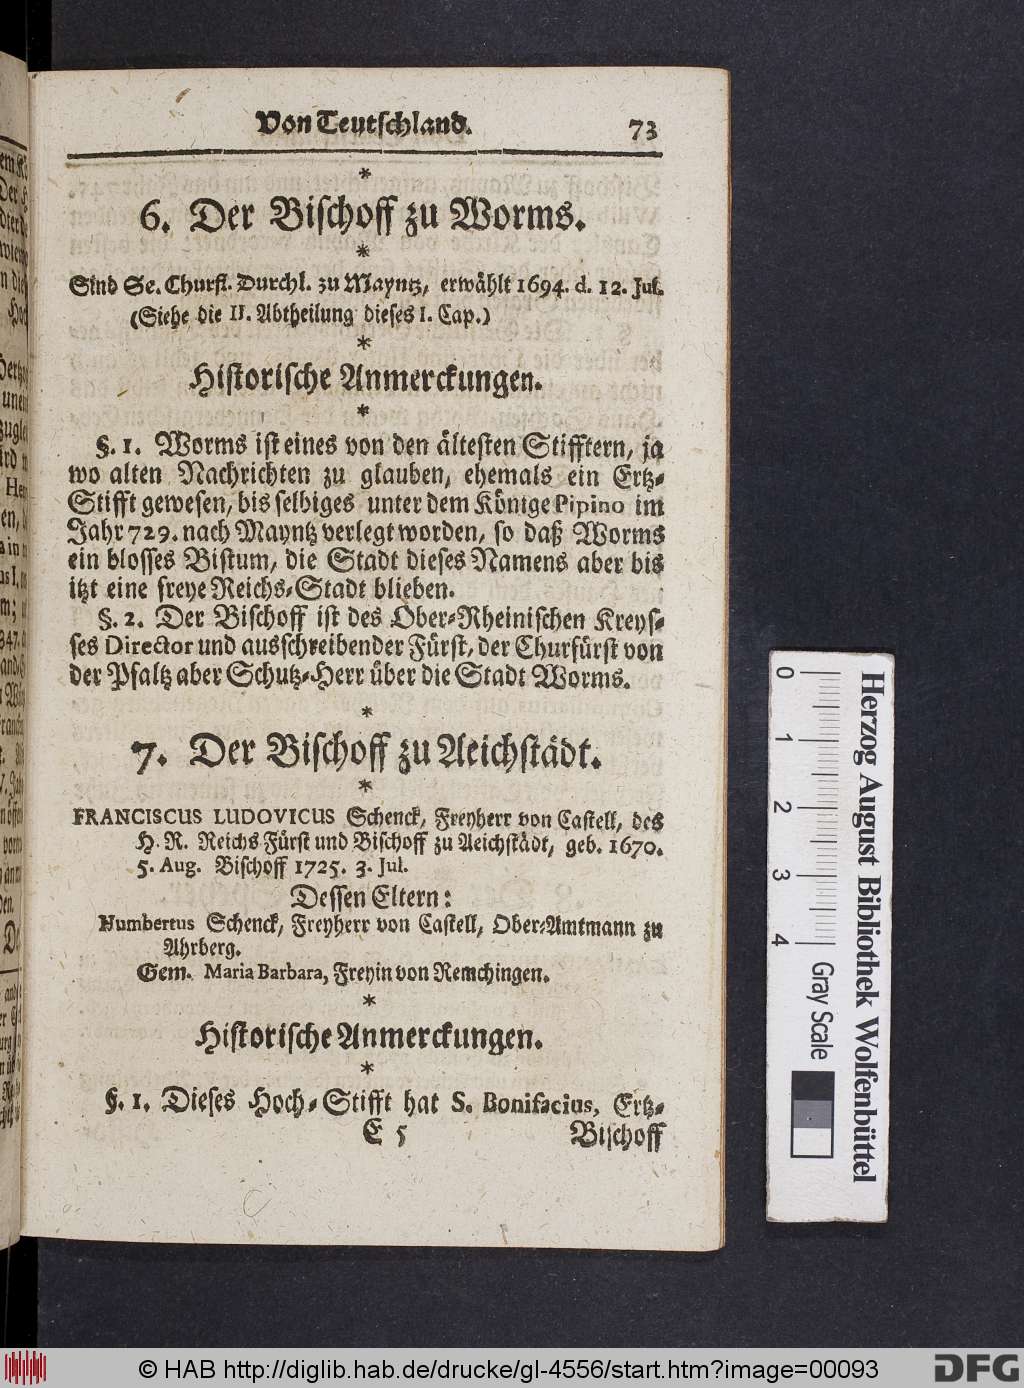 Von Teutschland. 73
*
6. Der Bischoff zu Worms.
*
Sind Se. Churfl. Durchl. zu Mayntz, erwählt 1694. d. 12. Jul.
(Siehe die II. Abtheilung dieses I. Cap.)
*
Historische Anmerckungen.
*
§. 1. Worms ist eines von den ältesten Stifftern, ja
wo alten Nachrichten zu glauben, ehemals ein Ertz-
Stifft gewesen, bis selbiges unter dem Könige Pipino im
Jahr 729. nach Mayntz verlegt worden, so daß Worms
ein blosses Bistum, die Stadt dieses Namens aber bis
itzt eine freye Reichs-Stadt blieben.
§. 2. Der Bischoff ist des Ober-Rheinischen Kreys-
ses Director und ausschreibender Fürst, der Churfürst von
der Pfaltz aber Schutz-Herr über die Stadt Worms.
*
7. Der Bischoff zu Aeichstädt.
*
FRANCISCUS LUDOVICUS Schenck, Freyherr von Castell, des
H. R. Reichs Fürst und Bischoff zu Aeichstädt, geb. 1670.
5. Aug. Bischoff 1725. 3. Jul.
Dessen Eltern:
Humbertus Schenck, Freyherr von Castell, Ober-Amtmann zu
Ahrberg.
Gem. Maria Barbara, Freyin von Remchingen.
*
Historische Anmerckungen.
*
§. 1. Dieses Hoch-Stifft hat S. Bonifacius, Ertz-
E 5 Bischoff
0 1 2 3 4
Gray Scale
Herzog August Bibliothek Wolfenbüttel
© HAB http://diglib.hab.de/drucke/gl-4556/start.htm?image=00093
DFG